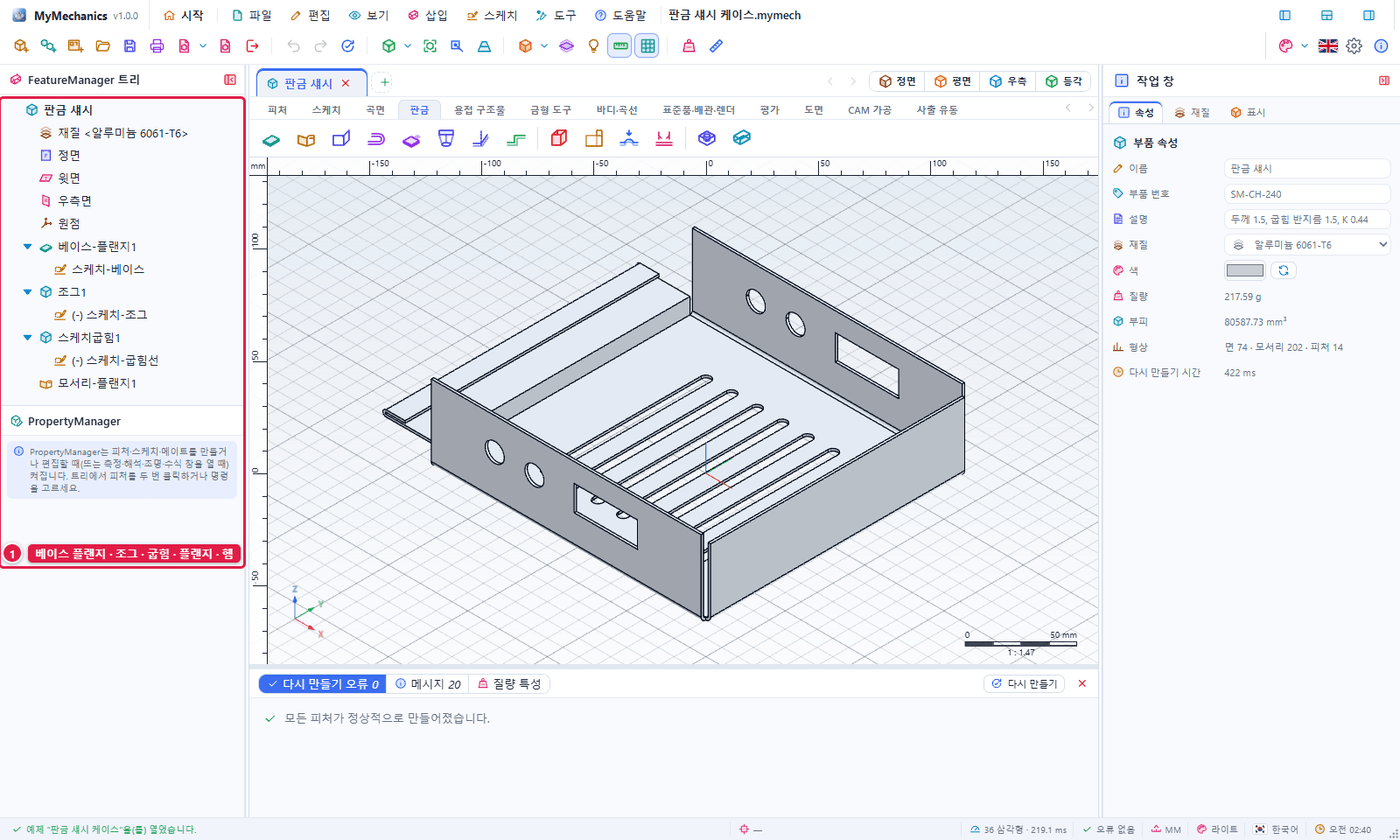 MyMechanics v1.0.0 시작 파일 편집 보기 삽입 스케치 도구 도움말 판금 섀시 케이스.mymech
FeatureManager 트리
판금 섀시
재질 <알루미늄 6061-T6>
정면
윗면
우측면
원점
베이스-플랜지1
스케치-베이스
조그1
(-) 스케치-조그
스케치굽힘1
(-) 스케치-굽힘선
모서리-플랜지1
PropertyManager
PropertyManager는 피처·스케치·메이트를 만들거
나 편집할 때(또는 측정·해석·조명·수식 창을 열 때)
켜집니다. 트리에서 피처를 두 번 클릭하거나 명령
을 고르세요.
1 베이스 플랜지 · 조그 · 굽힘 · 플랜지 · 헴
판금 섀시
정면 평면 우측 등각
피처 스케치 곡면 판금 용접 구조물 금형 도구 바디·곡선 표준품·배관·렌더 평가 도면 CAM 가공 사출 유동
mm -150 -100 -50 0 50 100 150
100
50
0
-50
Z
Y
X
0 50 mm
1 : 1.47
다시 만들기 오류 0 메시지 20 질량 특성 다시 만들기
모든 피처가 정상적으로 만들어졌습니다.
작업 창
속성 재질 표시
부품 속성
이름 판금 섀시
부품 번호 SM-CH-240
설명 두께 1.5, 굽힘 반지름 1.5, K 0.44
재질 알루미늄 6061-T6
색
질량 217.59 g
부피 80587.73 mm³
형상 면 74 · 모서리 202 · 피처 14
다시 만들기 시간 422 ms
예제 "판금 섀시 케이스"을(를) 열었습니다. — 36 삼각형 · 219.1 ms 오류 없음 MM 라이트 한국어 오전 02:40